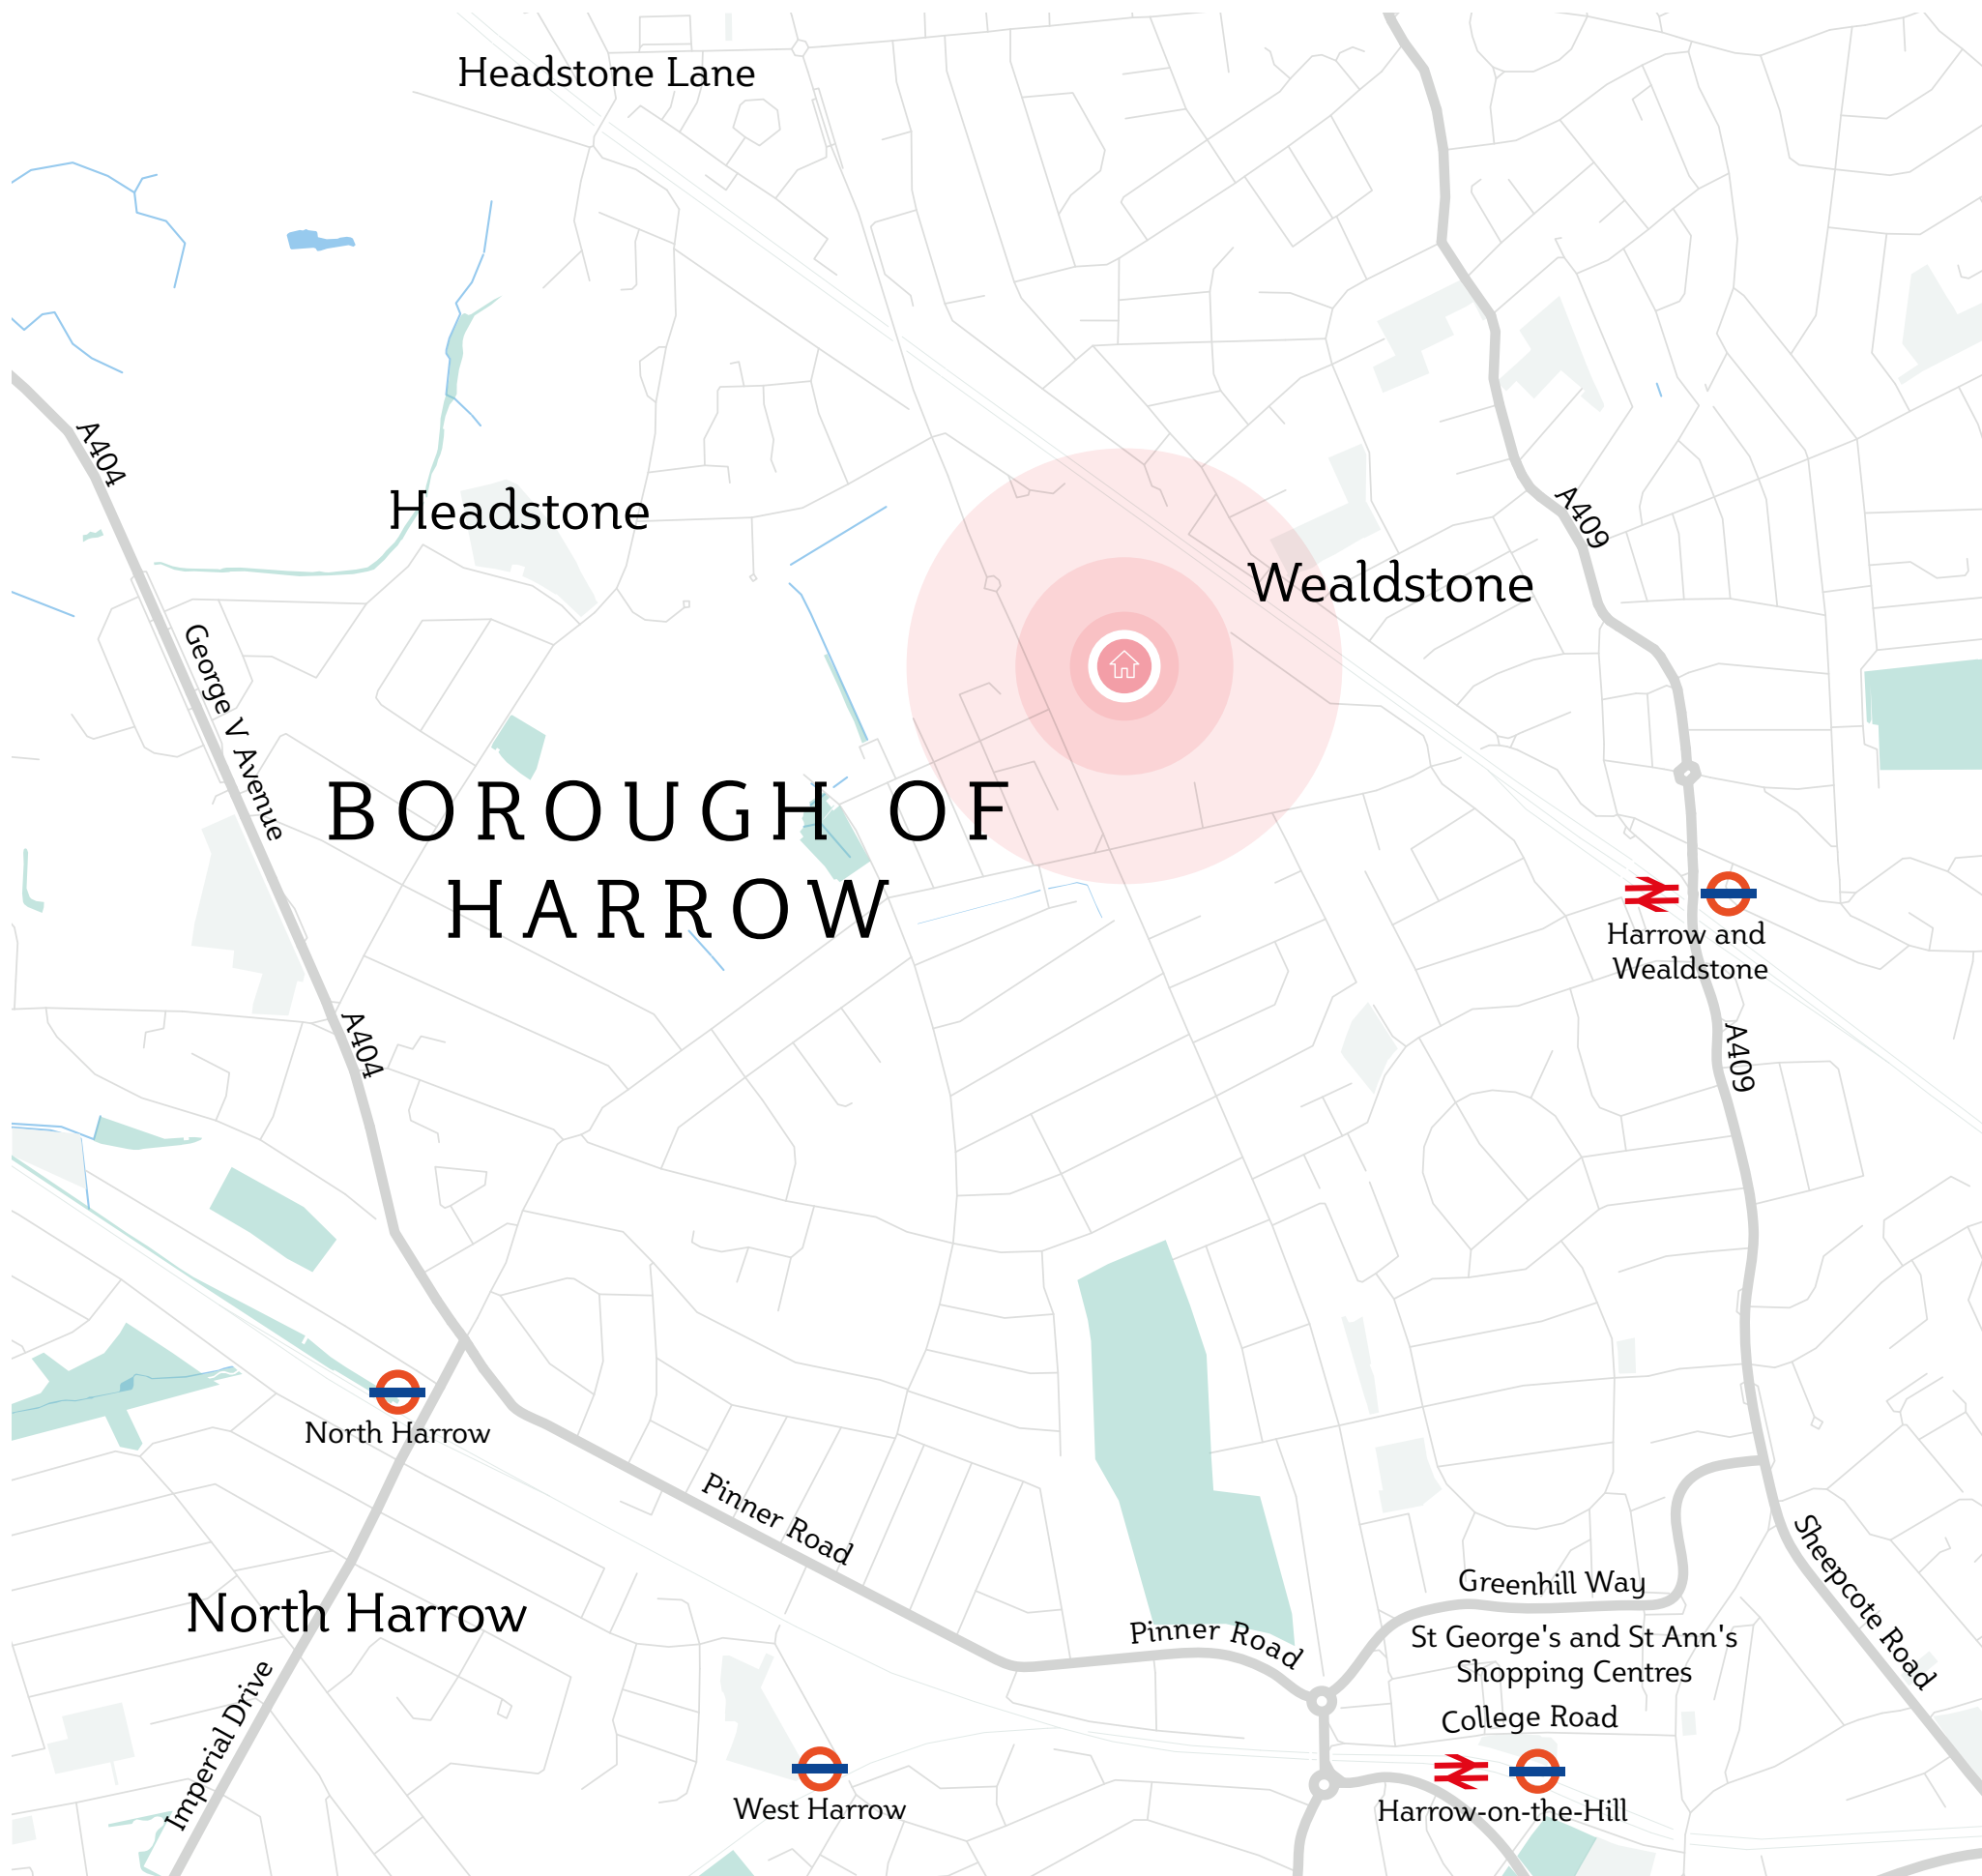 Headstone Lane
A404
Headstone
A409
Wealdstone
George V Avenue
BOROUGH OF
HARROW
Harrow and
Wealdstone
A404
A409
North Harrow
Pinner Road
Sheepcote Road
Greenhill Way
North Harrow
Pinner Road
St George's and St Ann's
Shopping Centres
Imperial Drive
College Road
West Harrow
Harrow-on-the-Hill